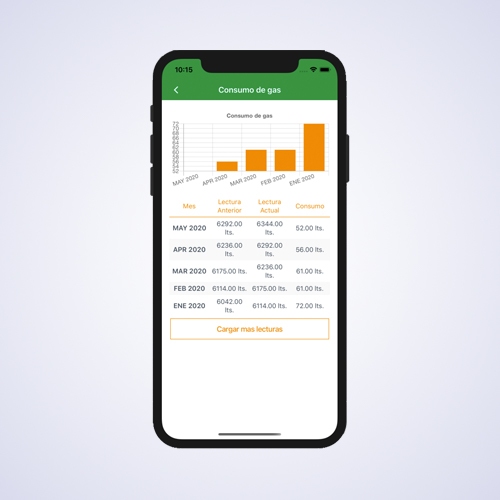 10:15
Consumo de gas
Consumo de gas
72
70
68
66
64
62
60
58
56
54
52
MAY 2020 APR 2020 MAR 2020 FEB 2020 ENE 2020
Mes Lectura Anterior Lectura Actual Consumo
MAY 2020 6292.00 lts. 6344.00 lts. 52.00 lts.
APR 2020 6236.00 lts. 6292.00 lts. 56.00 lts.
MAR 2020 6175.00 lts. 6236.00 lts. 61.00 lts.
FEB 2020 6114.00 lts. 6175.00 lts. 61.00 lts.
ENE 2020 6042.00 lts. 6114.00 lts. 72.00 lts.
Cargar mas lecturas